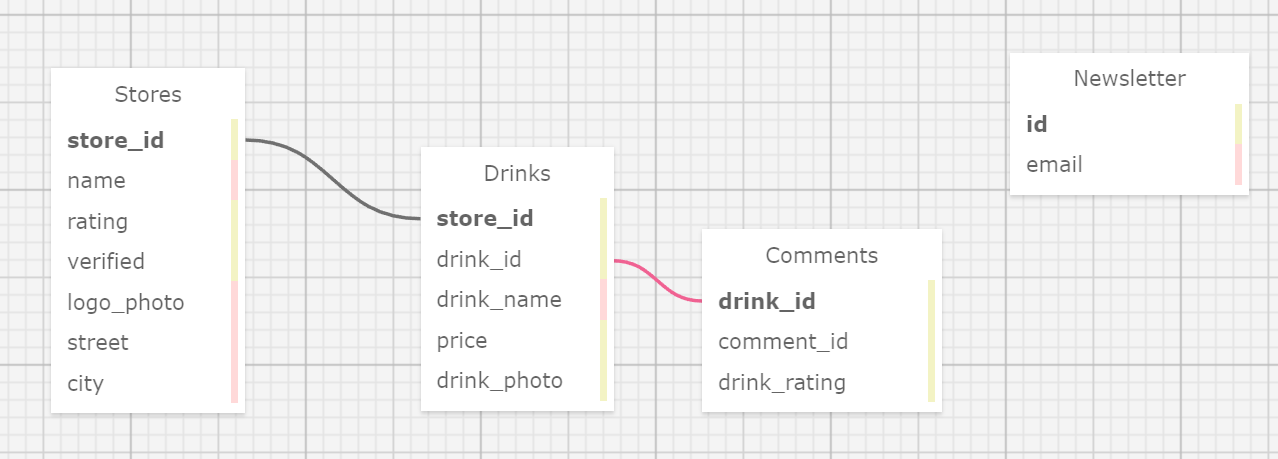 Stores
store_id
name
rating
verified
logo_photo
street
city
Drinks
store_id
drink_id
drink_name
price
drink_photo
Comments
drink_id
comment_id
drink_rating
Newsletter
id
email